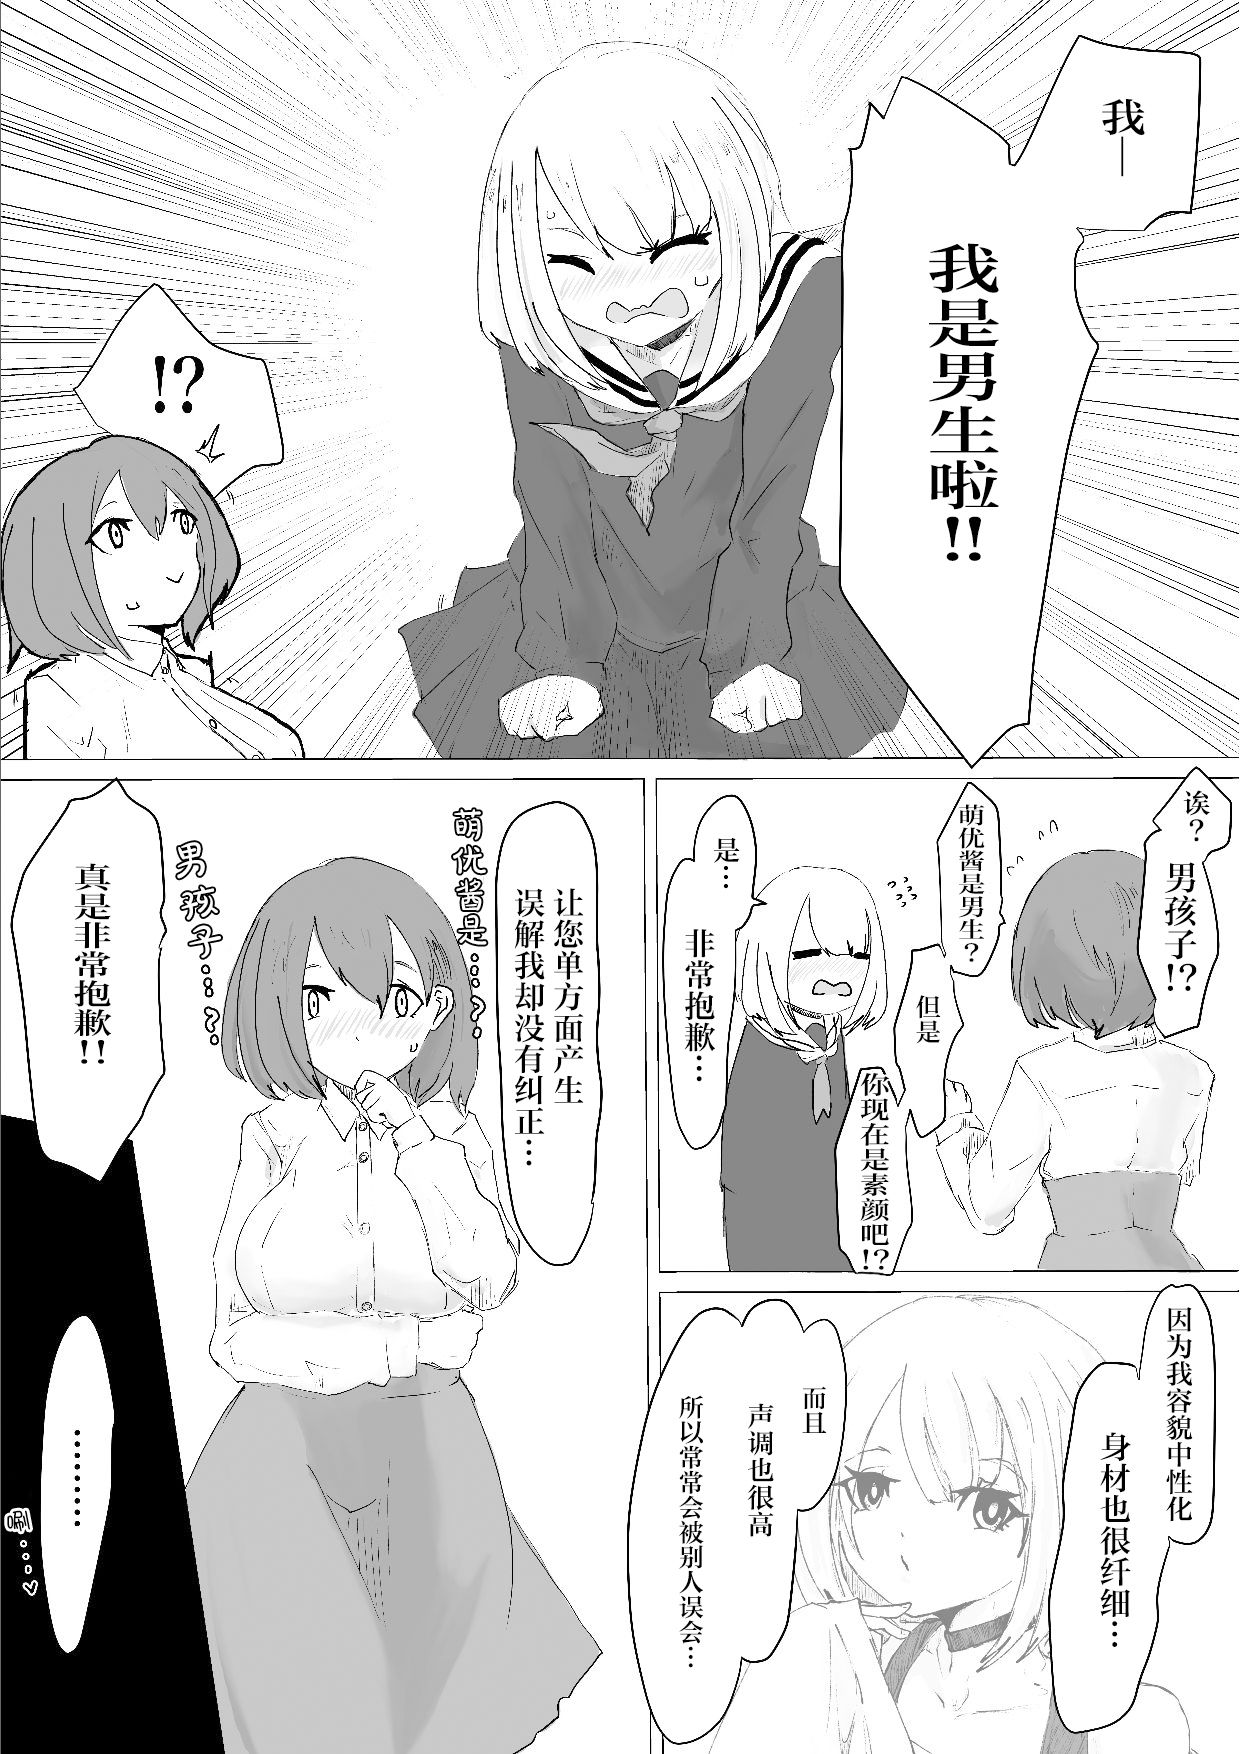 我—
我是男生啦!!
!?
诶？
男孩子!?
萌优酱是男生？
但是
你现在是素颜吧!?
是…
非常抱歉…
因为我容貌中性化
身材也很纤细…
而且
声调也很高
所以常常会被别人误会…
让您单方面产生
误解我却没有纠正…
萌优酱是…？
男孩子…？
真是非常抱歉!!
………
唰…♡